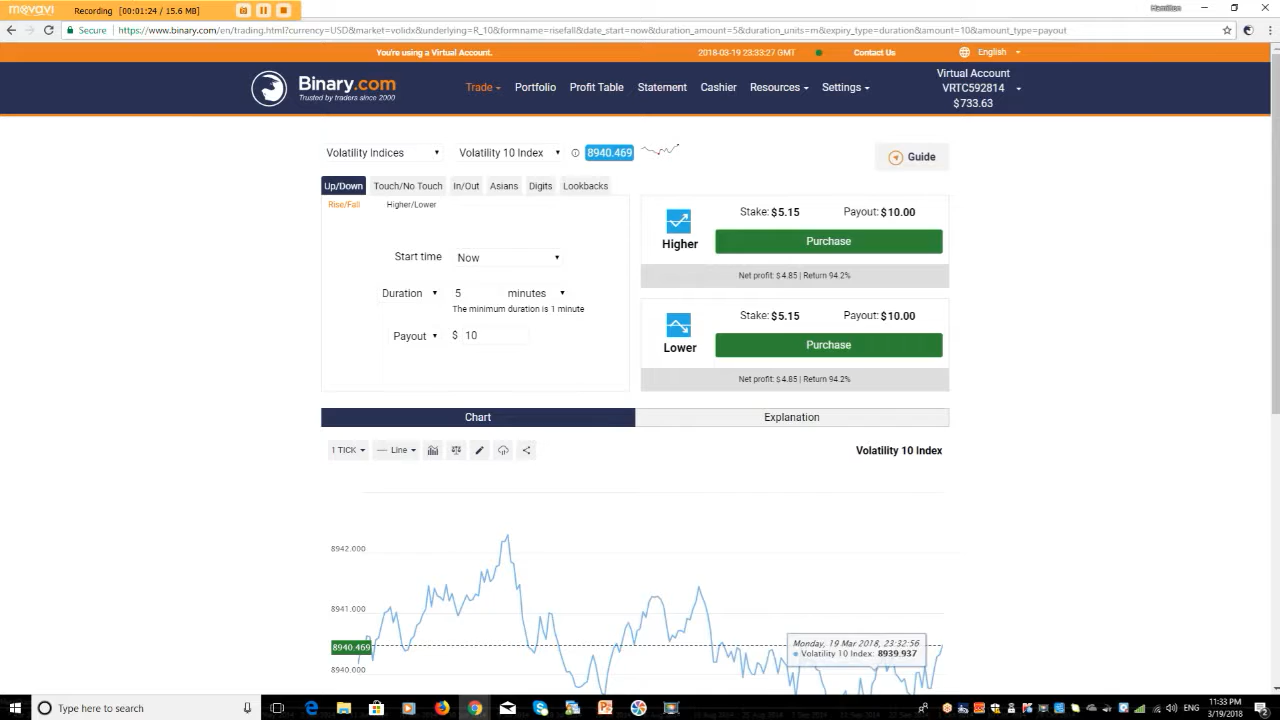 movavi Recording [00:01:24 / 15.6 MB]
Hamilton
Secure https://www.binary.com/en/trading.html?currency=USD&market=volidx&underlying=R_10&formname=risefall&date_start=now&duration_amount=5&duration_units=m&expiry_type=duration&amount=10&amount_type=payout
You're using a Virtual Account. 2018-03-19 23:33:27 GMT Contact Us English
Binary.com
Trusted by traders since 2000
Trade Portfolio Profit Table Statement Cashier Resources Settings
Virtual Account
VRTC592814
$733.63
Volatility Indices Volatility 10 Index 8940.469 Guide
Up/Down Touch/No Touch In/Out Asians Digits Lookbacks
Rise/Fall Higher/Lower
Start time Now
Duration 5 minutes
The minimum duration is 1 minute
Payout $ 10
Higher
Stake: $5.15 Payout: $10.00
Purchase
Net profit: $4.85 | Return 94.2%
Lower
Stake: $5.15 Payout: $10.00
Purchase
Net profit: $4.85 | Return 94.2%
Chart Explanation
1 TICK Line Volatility 10 Index
8942.000
8941.000
8940.469
8940.000
Monday, 19 Mar 2018, 23:32:56
Volatility 10 Index: 8939.937
Type here to search
ENG
11:33 PM
3/19/2018